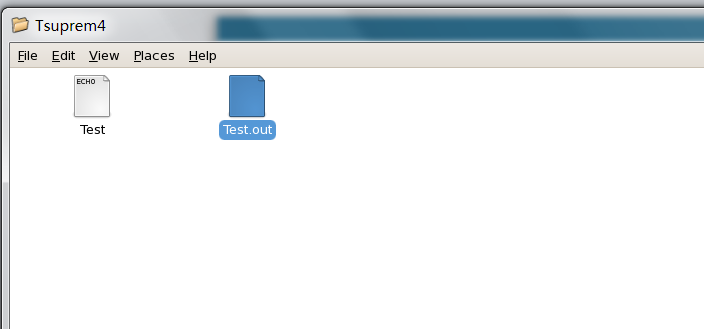 Tsuprem4
File Edit View Places Help
ECHO
Test
Test.out